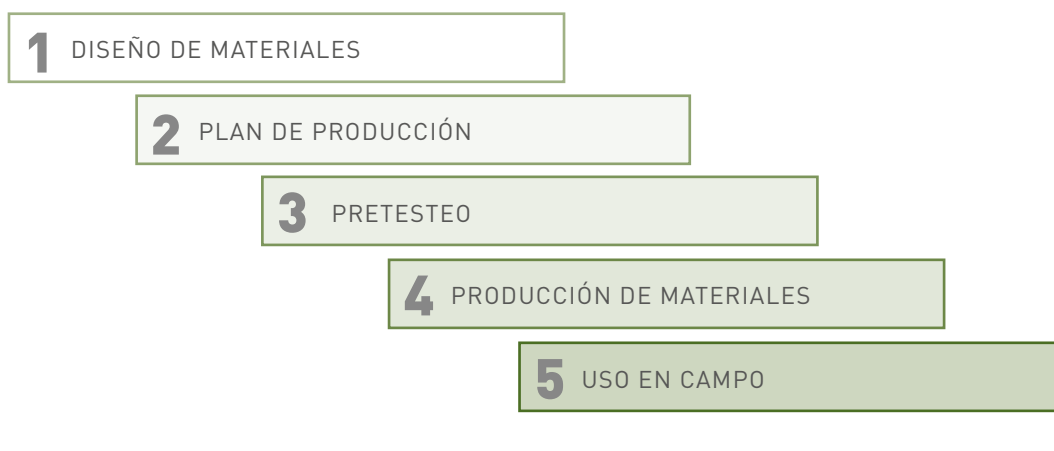 1 DISEÑO DE MATERIALES
2 PLAN DE PRODUCCIÓN
3 PRETESTEO
4 PRODUCCIÓN DE MATERIALES
5 USO EN CAMPO